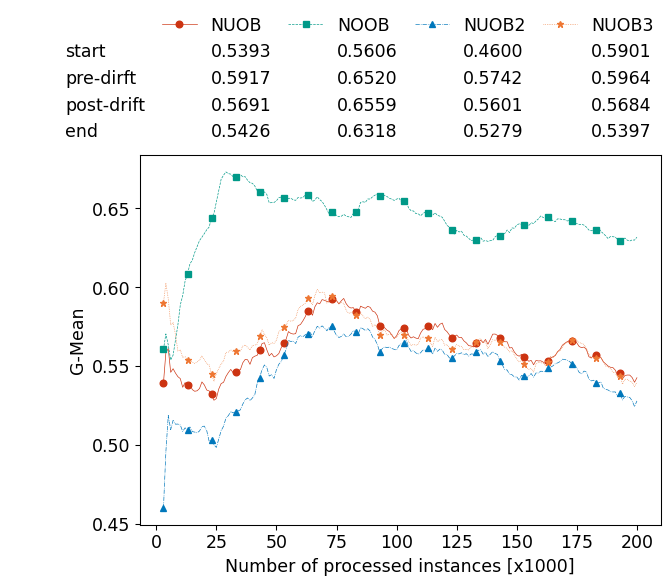 NUOB NOOB NUOB2 NUOB3
start 0.5393 0.5606 0.4600 0.5901
pre-dirft 0.5917 0.6520 0.5742 0.5964
post-drift 0.5691 0.6559 0.5601 0.5684
end 0.5426 0.6318 0.5279 0.5397
0.65
0.60
0.55
0.50
0.45
G-Mean
0 25 50 75 100 125 150 175 200
Number of processed instances [x1000]